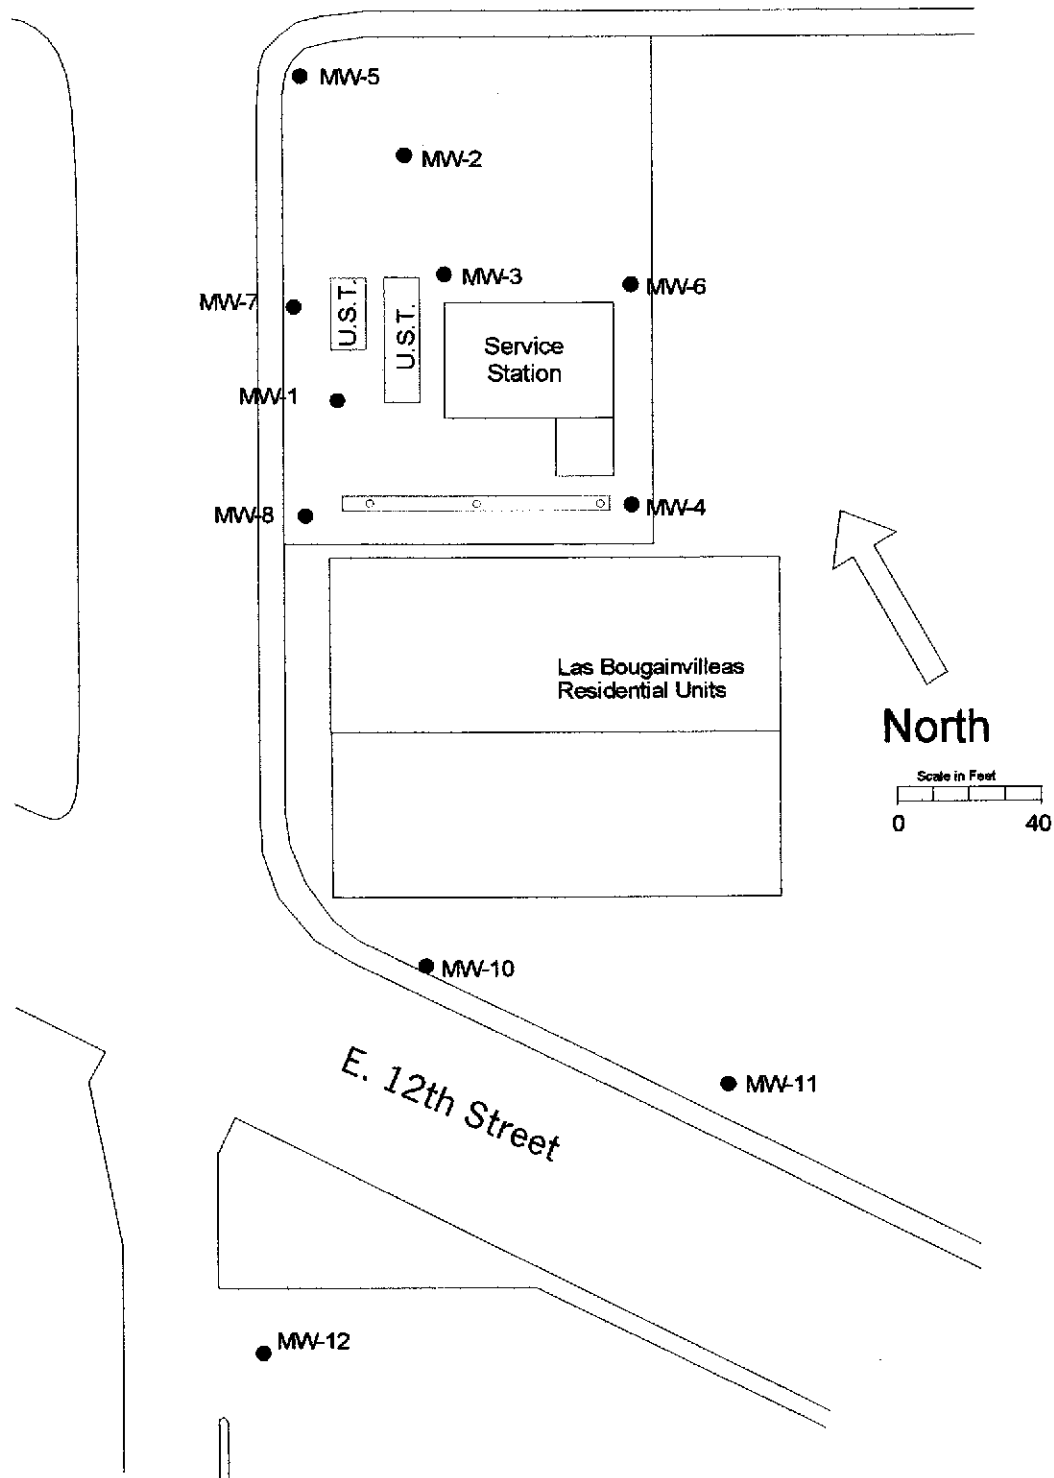 MW-5
MW-2
MW-3
MW-6
MW-7
U.S.T.
U.S.T.
Service
Station
MW-1
MW-8
MW-4
Las Bougainvilleas
Residential Units
North
Scale in Feet
0 40
MW-10
E. 12th Street
MW-11
MW-12